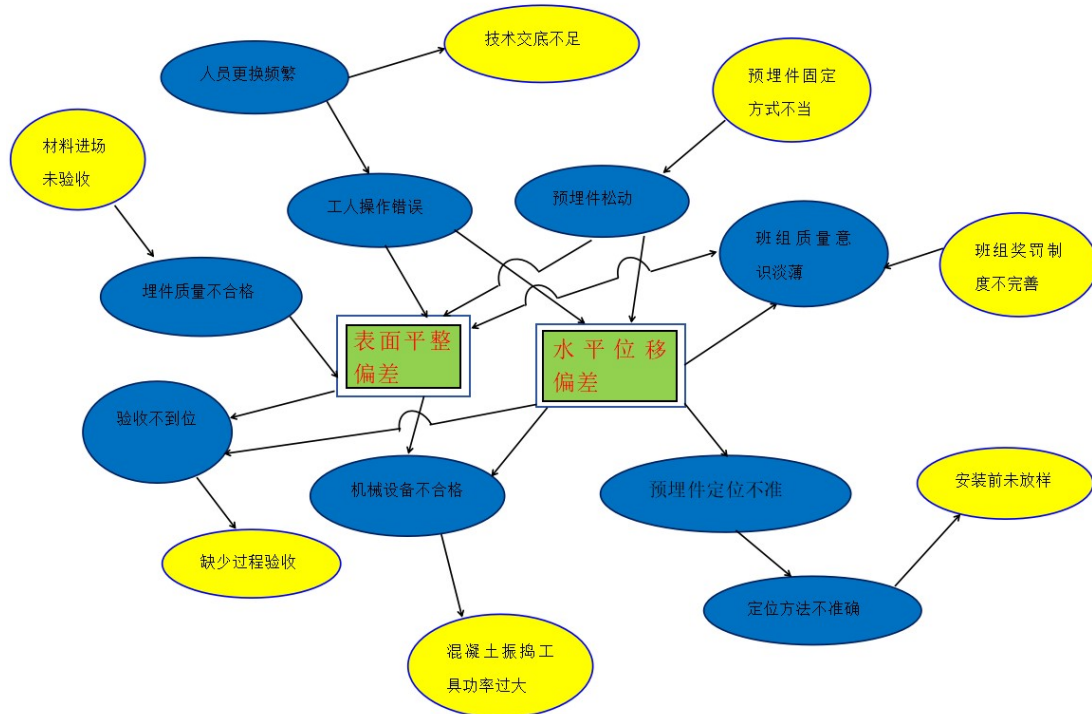 技术交底不足
人员更换频繁
预埋件固定
方式不当
材料进场
未验收
工人操作错误
预埋件松动
班组质量意
识淡薄
班组奖罚制
度不完善
埋件质量不合格
表面平整
偏差
水平位移
偏差
验收不到位
机械设备不合格
预埋件定位不准
安装前未放样
缺少过程验收
定位方法不准确
混凝土振捣工
具功率过大